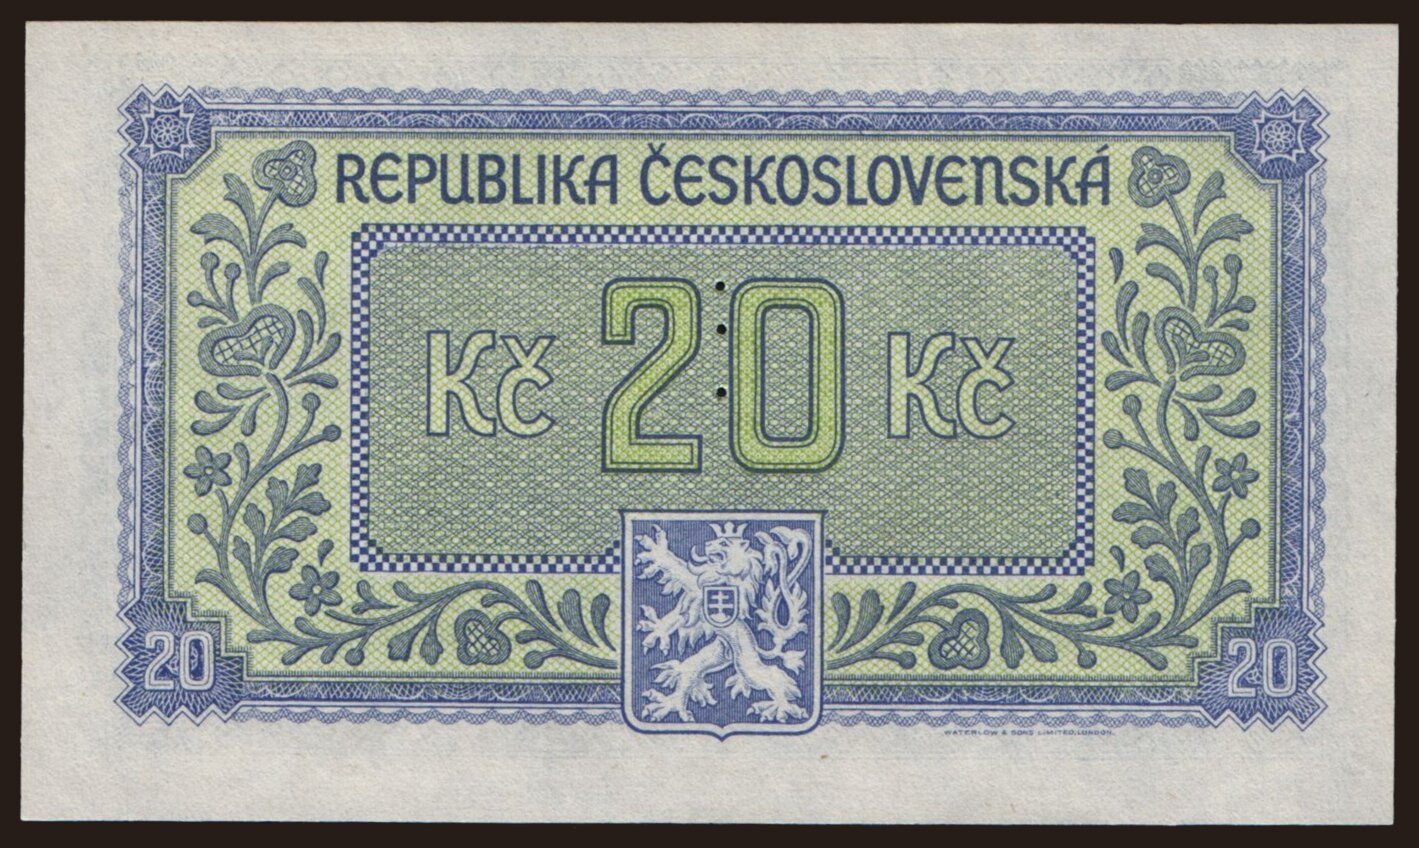 REPUBLIKA ČESKOSLOVENSKÁ
Kč 20 Kč
20 20
WATERLOW & SONS LIMITED, LONDON.